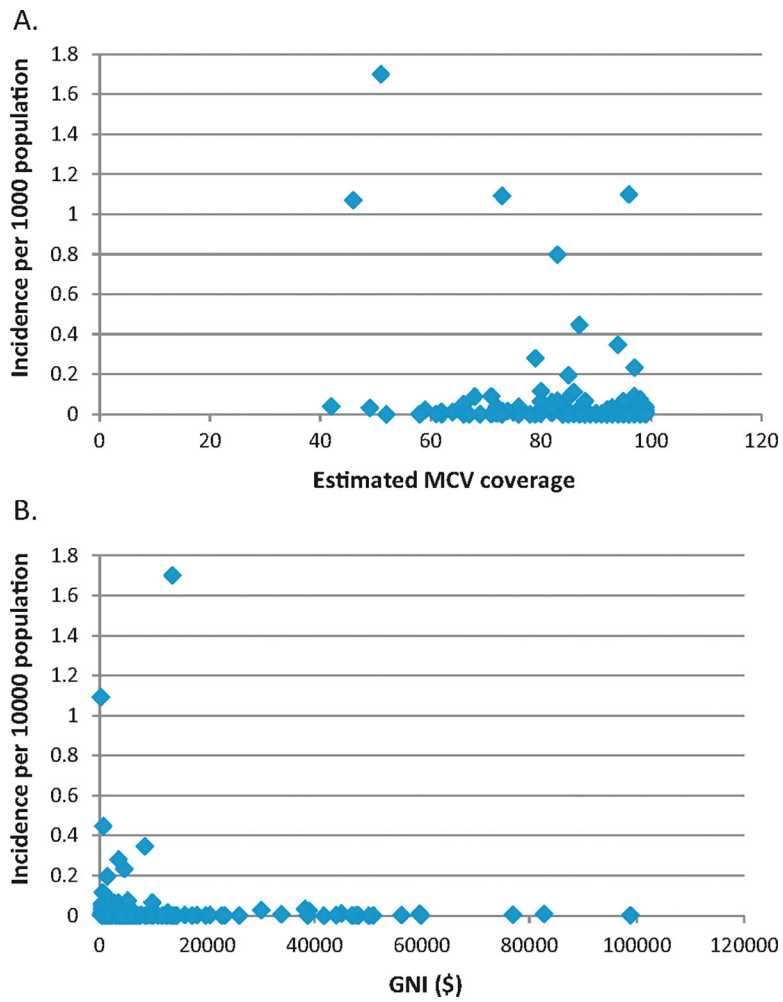 A.
Incidence per 1000 population
1.8
1.6
1.4
1.2
1
0.8
0.6
0.4
0.2
0
0 20 40 60 80 100 120
Estimated MCV coverage
B.
Incidence per 10000 population
1.8
1.6
1.4
1.2
1
0.8
0.6
0.4
0.2
0
0 20000 40000 60000 80000 100000 120000
GNI ($)